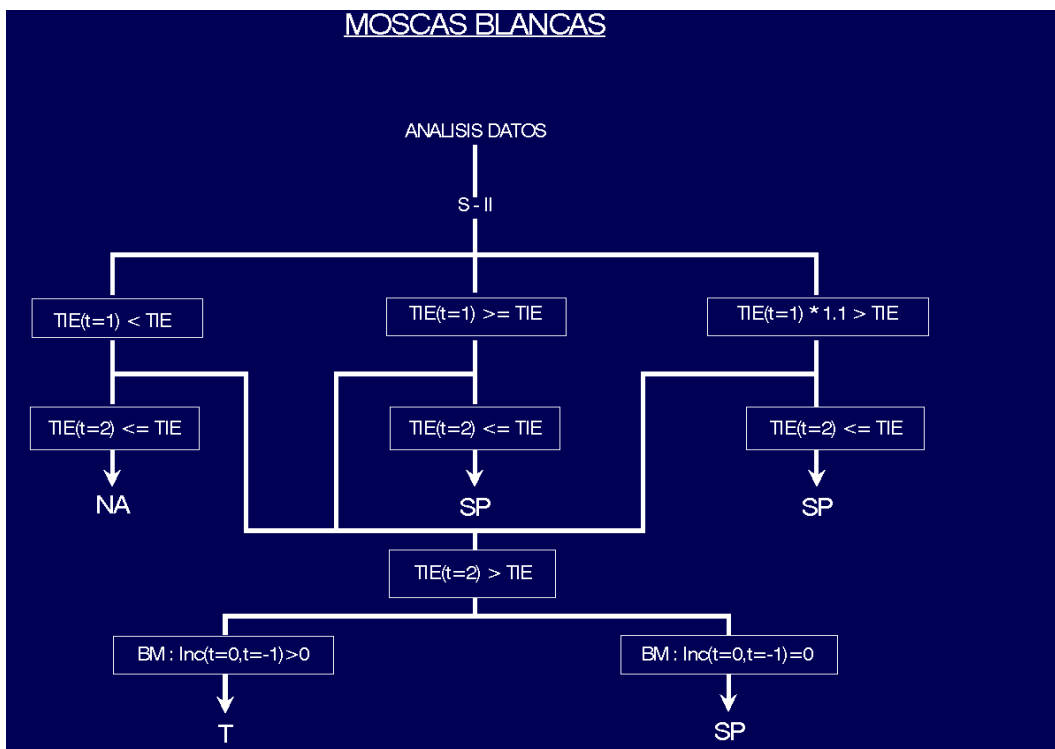 MOSCAS BLANCAS
ANALISIS DATOS
S - II
TIE(t=1) < TIE
TIE(t=1) >= TIE
TIE(t=1) * 1.1 > TIE
TIE(t=2) <= TIE
TIE(t=2) <= TIE
TIE(t=2) <= TIE
NA
SP
SP
TIE(t=2) > TIE
BM : Inc(t=0,t=-1)>0
BM : Inc(t=0,t=-1)=0
T
SP